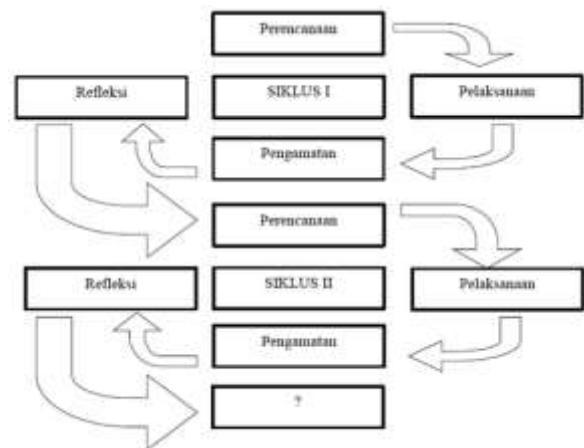 Perencanaan
Refleksi
SIKLUS I
Pelaksanaan
Pengamatan
Perencanaan
Refleksi
SIKLUS II
Pelaksanaan
Pengamatan
?